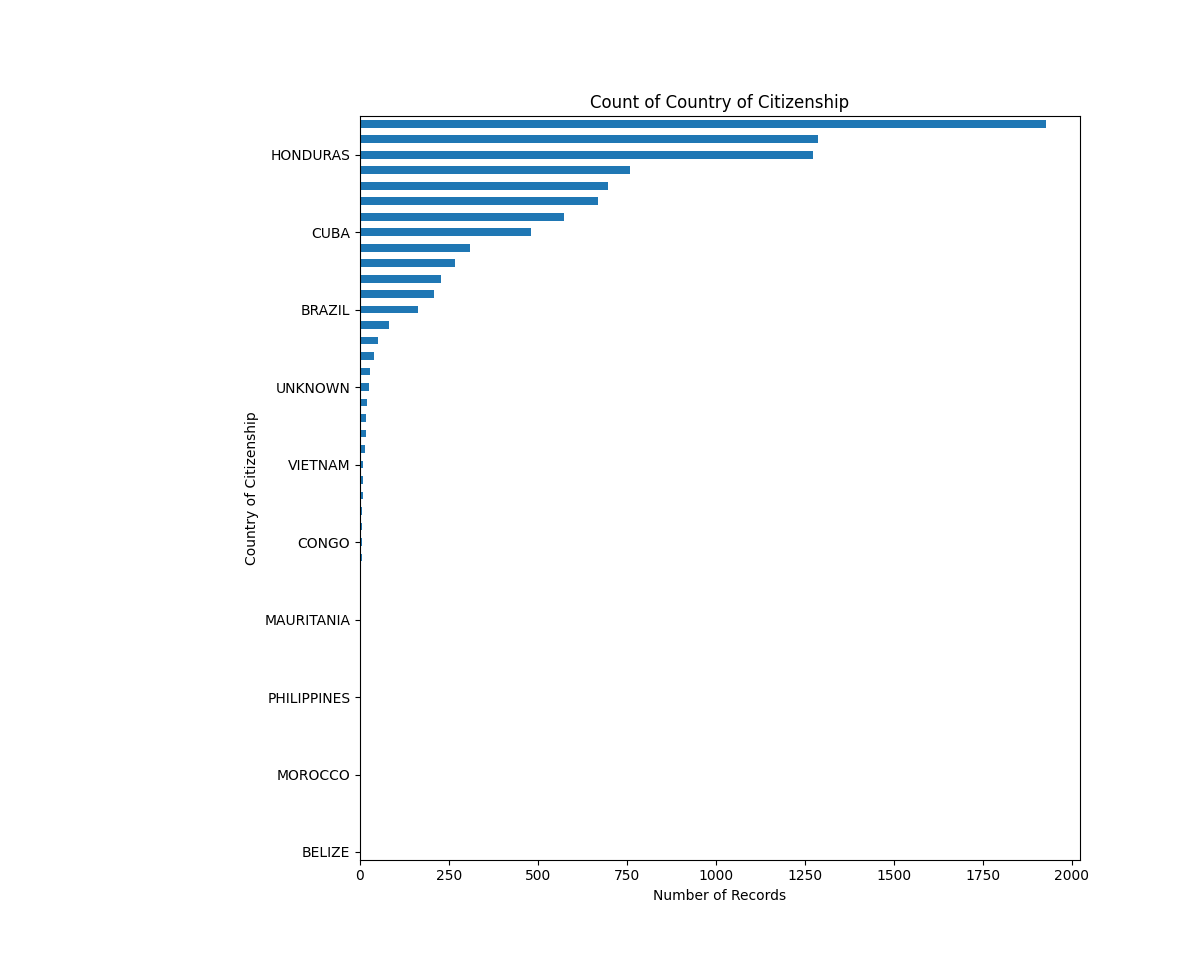 Count of Country of Citizenship
HONDURAS
CUBA
BRAZIL
UNKNOWN
VIETNAM
CONGO
MAURITANIA
PHILIPPINES
MOROCCO
BELIZE
Country of Citizenship
0 250 500 750 1000 1250 1500 1750 2000
Number of Records